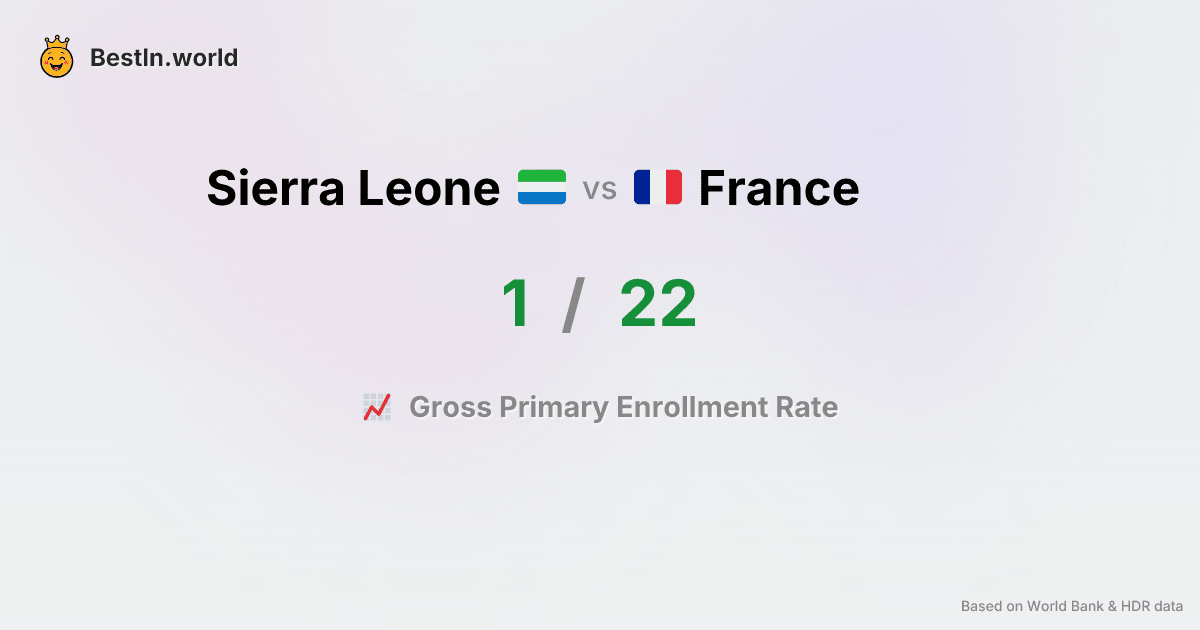 BestIn.world
Sierra Leone vs France
1 / 22
Gross Primary Enrollment Rate
Based on World Bank & HDR data